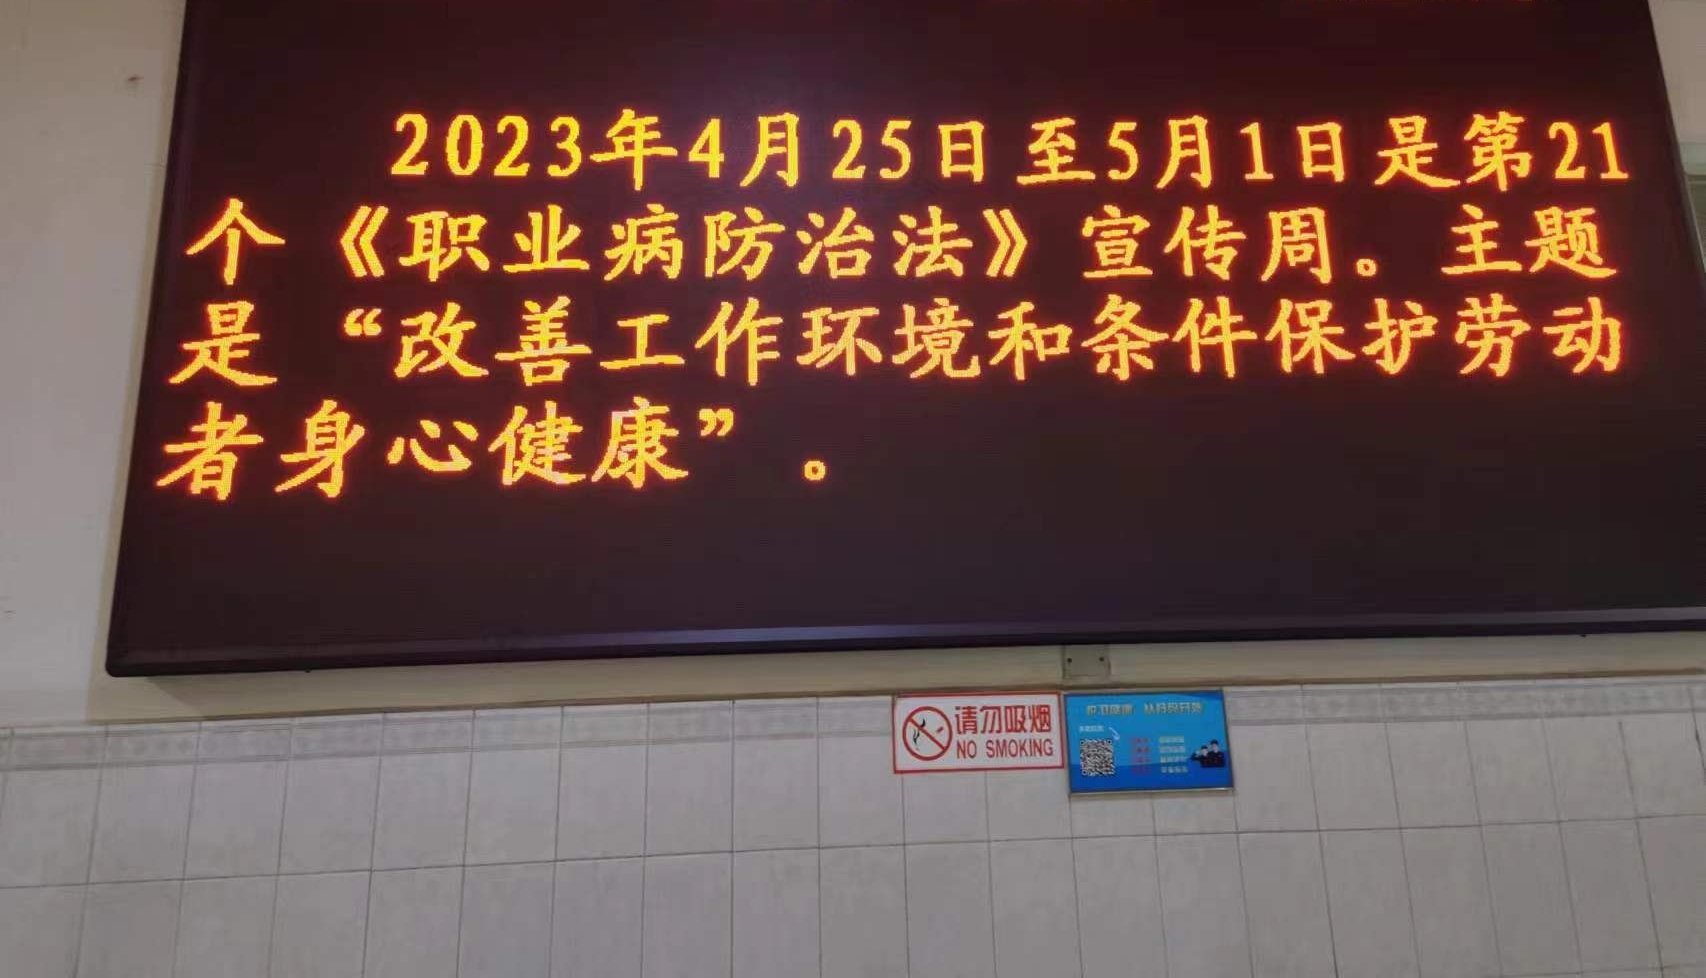 2023年4月25日至5月1日是第21
个《职业病防治法》宣传周。主题
是“改善工作环境和条件保护劳动
者身心健康”。
请勿吸烟
NO SMOKING